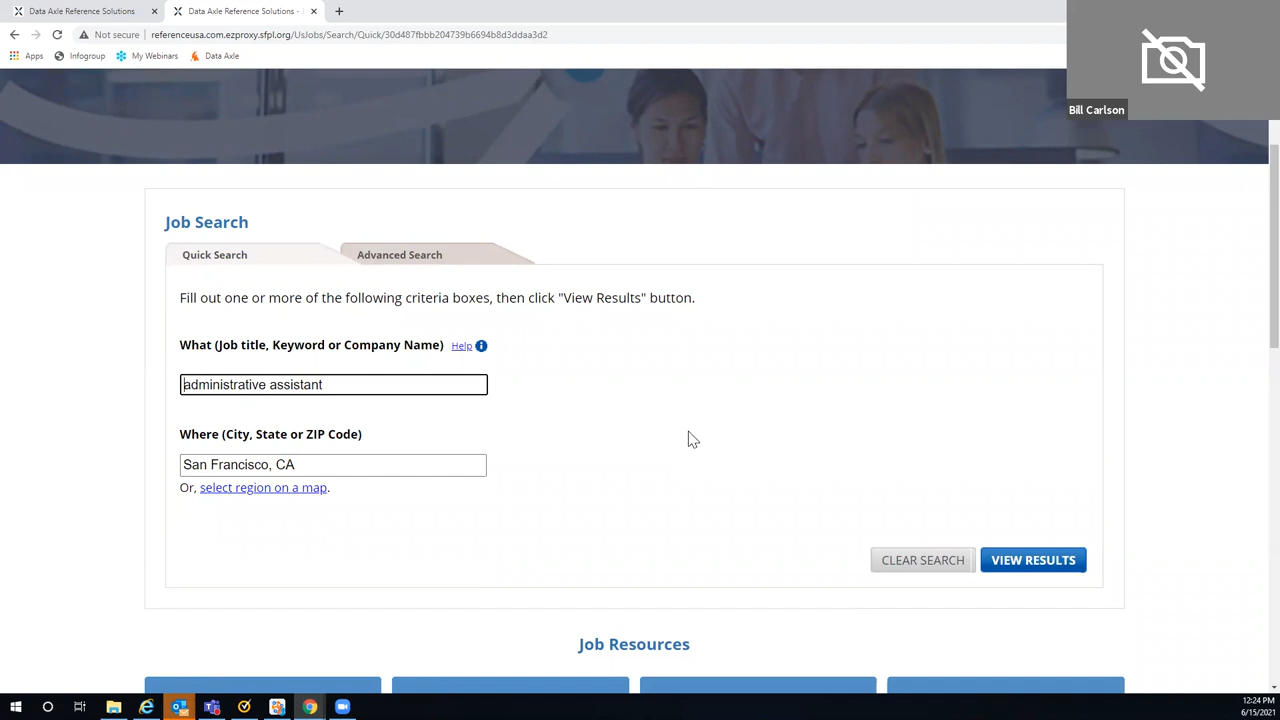 Data Axle Reference Solutions
Data Axle Reference Solutions -
Not secure
referenceusa.com.ezproxy.sfpl.org/UsJobs/Search/Quick/30d487fbbb204739b6694b8d3ddaa3d2
Apps
Infogroup
My Webinars
Data Axle
Bill Carlson
Job Search
Quick Search
Advanced Search
Fill out one or more of the following criteria boxes, then click "View Results" button.
What (Job title, Keyword or Company Name) Help
administrative assistant
Where (City, State or ZIP Code)
San Francisco, CA
Or, select region on a map.
CLEAR SEARCH
VIEW RESULTS
Job Resources
12:24 PM
6/15/2021